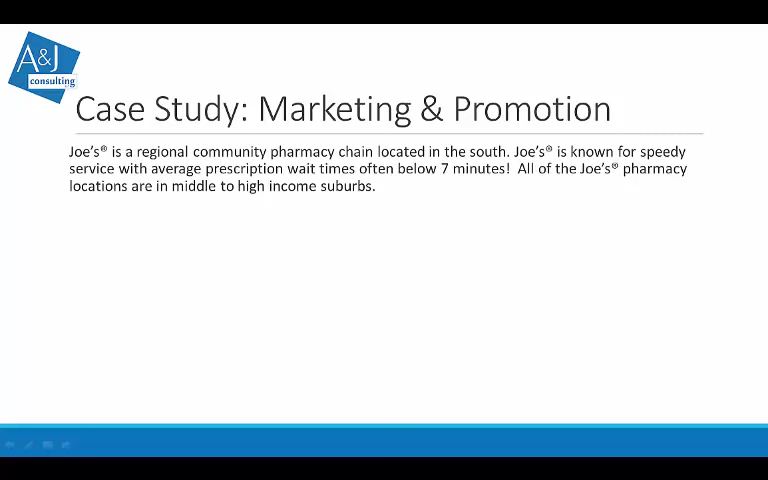 A&J
consulting
Case Study: Marketing & Promotion
Joe's® is a regional community pharmacy chain located in the south. Joe's® is known for speedy
service with average prescription wait times often below 7 minutes!  All of the Joe's® pharmacy
locations are in middle to high income suburbs.